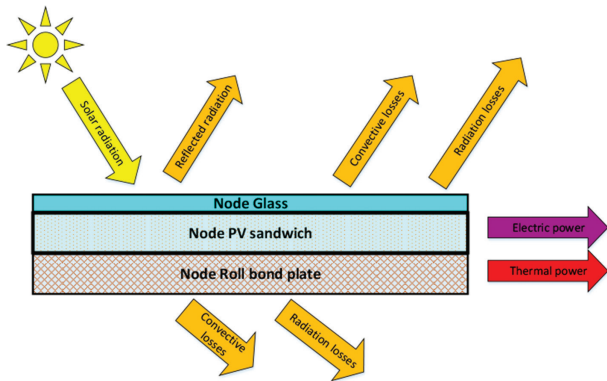 Solar radiation
Reflected radiation
Convective losses
Radiation losses
Node Glass
Node PV sandwich
Electric power
Node Roll bond plate
Thermal power
Convective
losses
Radiation losses